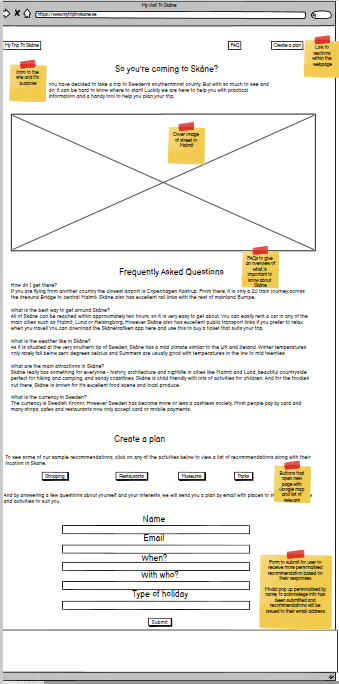 My Visit To Skåne
https://www.mytriptoskane.se
My Trip To Skåne
FAQ
Create a plan
Link to
sections
within the
webpage
Intro to the
site and it's
purpose
So you're coming to Skåne?
You have decided to take a trip to Sweden's southernmost county. But with so much to see and
do, it can be hard to know where to start! Luckily we are here to help you with practical
information and a handy tool to help you plan your trip.
Cover image
of street in
Malmö
FAQs to give
an overview of
what is
important to
know about
Skåne
Frequently Asked Questions
How do I get there?
If you are flying from another country the closest airport is Copenhagen Kastrup. From there, it is only a 20 train journey across
the Øresund Bridge to central Malmö. Skåne also has excellent rail links with the rest of mainland Europe.
What is the best way to get around Skåne?
All of Skåne can be reached within approximately two hours, so it is very easy to get about. You can easily rent a car in any of the
main cities such as Malmö, Lund or Helsingborg. However Skåne also has excellent public transport links if you prefer to relax
when you travel! You can download the Skånetrafiken app here and use this to buy a ticket that suits your trip.
What is the weather like in Skåne?
As it is situated at the very southern tip of Sweden, Skåne has a mild climate similar to the UK and Ireland. Winter temperatures
only rarely fall below zero degrees celcius and Summers are usually good with temperatures in the low to mid twenties.
What are the main attractions in Skåne?
Skåne really has something for everyone - history, architecture and nightlife in cities like Malmö and Lund, beautiful countryside
perfect for hiking and camping, and sandy coastlines. Skåne is child friendly with lots of activities for children. And for the foodies
out there, Skåne is known for it's excellent food scene and local produce.
What is the currency in Sweden?
The currency is Swedish Kronor. However Sweden has become more or less a cashless society. Most people pay by card and
many shops, cafes and restaurants now only accept card or mobile payments.
Create a plan
To see some of our sample recommendations, click on any of the activities below to view a list of recommendations along with their
location in Skåne.
Shopping
Restaurants
Museums
Parks
Buttons that
open new
page with
Google map
and list of
relevant
And by answering a few questions about yourself and your interests, we will send you a plan by email with places to
and activities to suit you
Name
Email
When?
With who?
Type of holiday
Submit
Form to submit for user to
receive more personalised
recommendation based on
their responses.
Modal pop up personalised by
name to acknowlege info has
been submitted and
recommendations will be
issued to their email address.